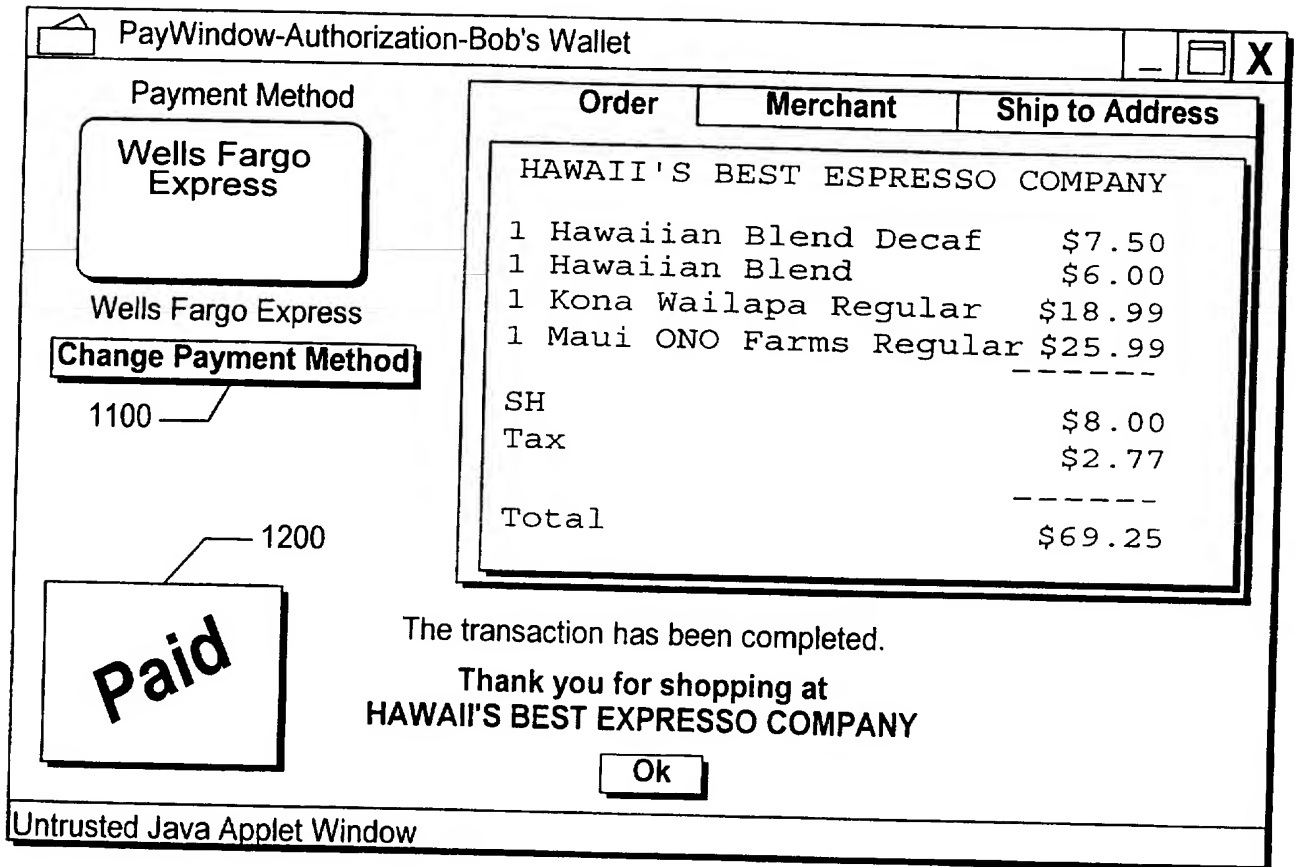 PayWindow-Authorization-Bob's Wallet
_ X
Payment Method
Wells Fargo
Express
Wells Fargo Express
Change Payment Method
1100
1200
Paid
Order Merchant Ship to Address
HAWAII'S BEST ESPRESSO COMPANY
1 Hawaiian Blend Decaf $7.50
1 Hawaiian Blend $6.00
1 Kona Wailapa Regular $18.99
1 Maui ONO Farms Regular $25.99
------
SH $8.00
Tax $2.77
------
Total $69.25
The transaction has been completed.
Thank you for shopping at
HAWAII'S BEST EXPRESSO COMPANY
Ok
Untrusted Java Applet Window